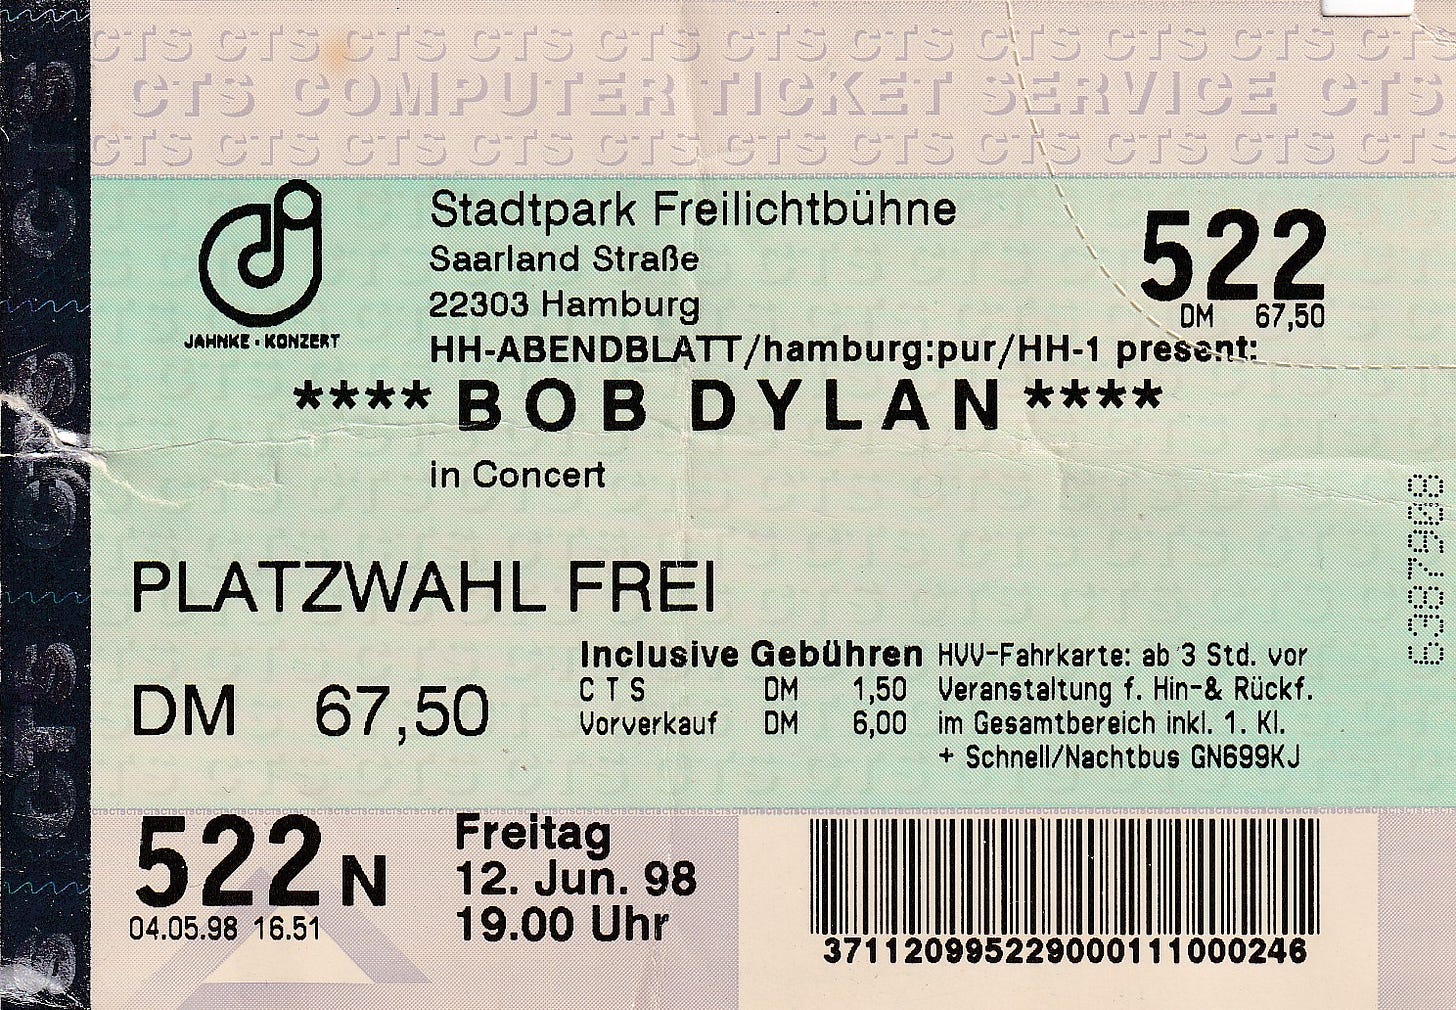 CTS CTS CTS CTS CTS CTS CTS CTS CTS CTS CTS
CTS COMPUTER TICKET SERVICE CTS
CTS CTS CTS CTS CTS CTS CTS CTS CTS CTS CTS
CTS
CTS
CTS
CTS
JAHNKE · KONZERT
Stadtpark Freilichtbühne
Saarland Straße
22303 Hamburg
522
DM 67,50
HH-ABENDBLATT/hamburg:pur/HH-1 present:
**** BOB DYLAN ****
in Concert
PLATZWAHL FREI
DM 67,50
Inclusive Gebühren
CTS DM 1,50
Vorverkauf DM 6,00
HVV-Fahrkarte: ab 3 Std. vor
Veranstaltung f. Hin-& Rückf.
im Gesamtbereich inkl. 1. Kl.
+ Schnell/Nachtbus GN699KJ
63879808
522 N
04.05.98 16.51
Freitag
12. Jun. 98
19.00 Uhr
371120995229000111000246